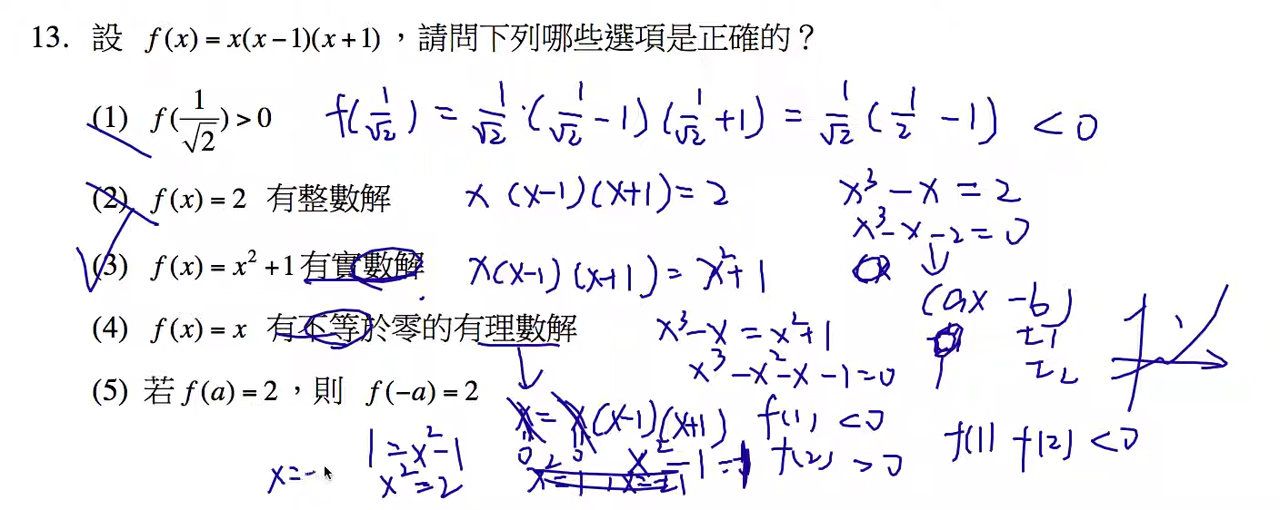 13. 設 f(x) = x(x−1)(x+1)，請問下列哪些選項是正確的？
(1) f(1/√2) > 0 f(1/√2) = 1/√2 · (1/√2 − 1)(1/√2 + 1) = 1/√2 (1/2 − 1) < 0
(2) f(x) = 2 有整數解 x(x−1)(x+1) = 2 x³ − x = 2
x³ − x − 2 = 0
(3) f(x) = x² + 1 有實數解 x(x−1)(x+1) = x² + 1
(ax − b)
(4) f(x) = x 有不等於零的有理數解 x³ − x = x² + 1 ±1
x³ − x² − x − 1 = 0 ±2
(5) 若 f(a) = 2，則 f(−a) = 2
x = x(x−1)(x+1) f(1) < 0 f(1) f(2) < 0
1 = x² − 1 0 0 x² − 1 = 1 f(2) > 0
x = − x² = 2